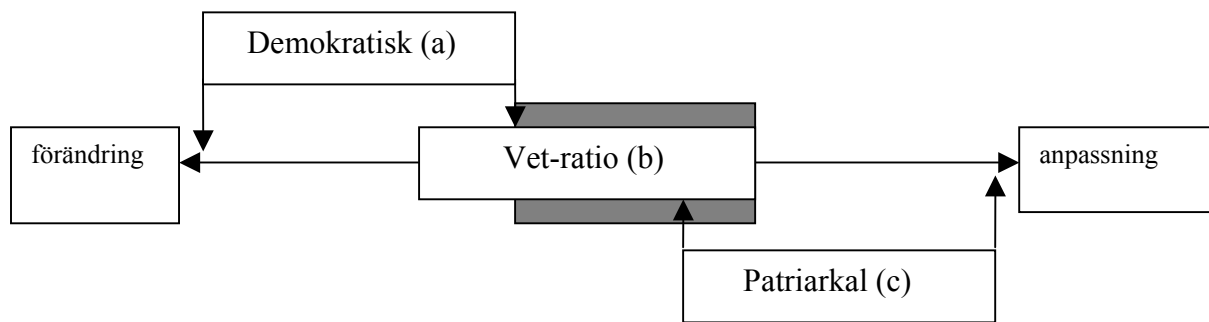 Demokratisk (a)
förändring
Vet-ratio (b)
anpassning
Patriarkal (c)